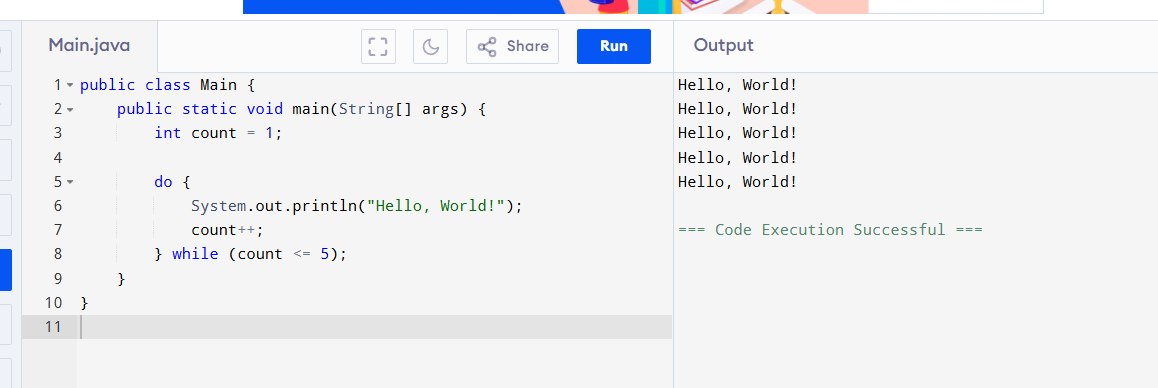 Main.java
Share
Run
Output
1 public class Main {
2     public static void main(String[] args) {
3         int count = 1;
4
5         do {
6             System.out.println("Hello, World!");
7             count++;
8         } while (count <= 5);
9     }
10 }
11
Hello, World!
Hello, World!
Hello, World!
Hello, World!
Hello, World!
=== Code Execution Successful ===